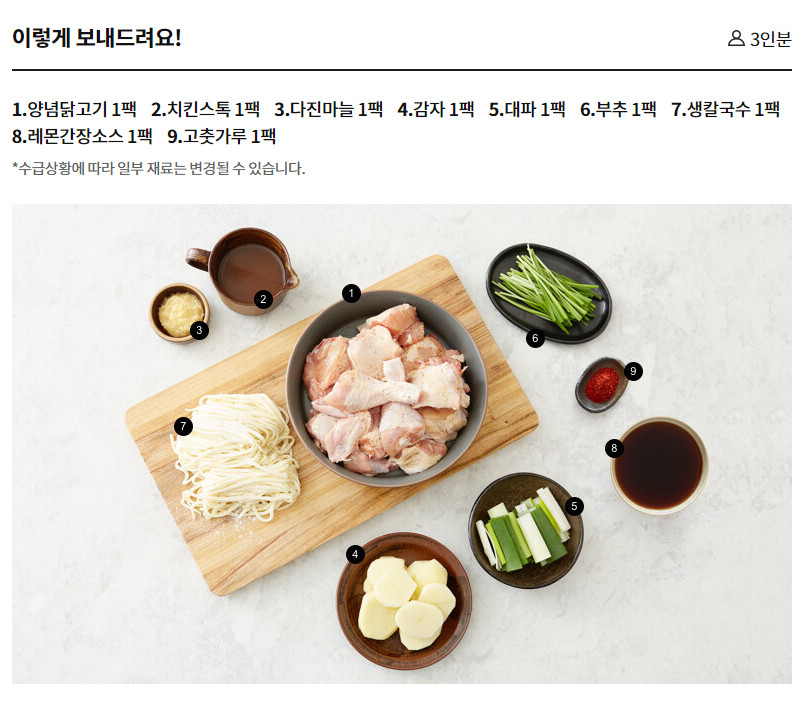 이렇게 보내드려요!
3인분
1.양념닭고기 1팩 2.치킨스톡 1팩 3.다진마늘 1팩 4.감자 1팩 5.대파 1팩 6.부추 1팩 7.생칼국수 1팩
8.레몬간장소스 1팩 9.고춧가루 1팩
*수급상황에 따라 일부 재료는 변경될 수 있습니다.
1
2
3
6
9
7
8
5
4